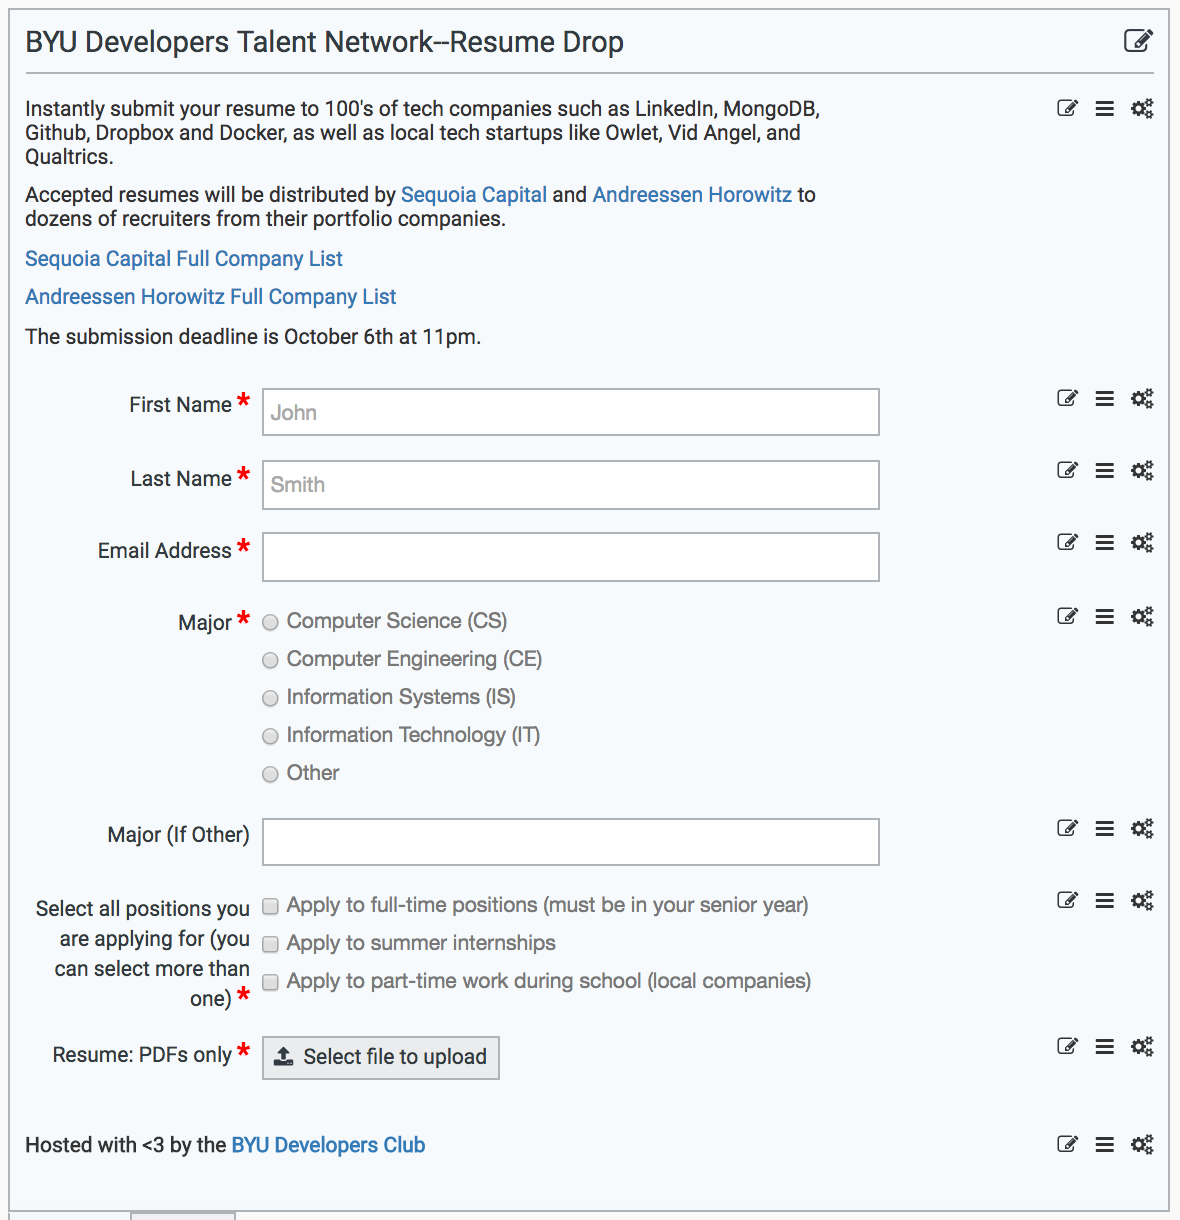 BYU Developers Talent Network--Resume Drop
Instantly submit your resume to 100's of tech companies such as LinkedIn, MongoDB,
Github, Dropbox and Docker, as well as local tech startups like Owlet, Vid Angel, and
Qualtrics.
Accepted resumes will be distributed by Sequoia Capital and Andreessen Horowitz to
dozens of recruiters from their portfolio companies.
Sequoia Capital Full Company List
Andreessen Horowitz Full Company List
The submission deadline is October 6th at 11pm.
First Name *
John
Last Name *
Smith
Email Address *
Major *
Computer Science (CS)
Computer Engineering (CE)
Information Systems (IS)
Information Technology (IT)
Other
Major (If Other)
Select all positions you
are applying for (you
can select more than
one) *
Apply to full-time positions (must be in your senior year)
Apply to summer internships
Apply to part-time work during school (local companies)
Resume: PDFs only *
Select file to upload
Hosted with <3 by the BYU Developers Club